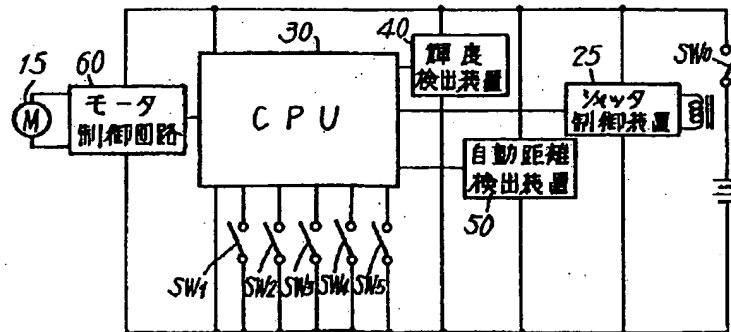 15
60
モータ
制御回路
M
30
CPU
40
輝度
検出装置
25
シャッタ
制御装置
SW0
自動距離
検出装置
50
SW1
SW2
SW3
SW4
SW5